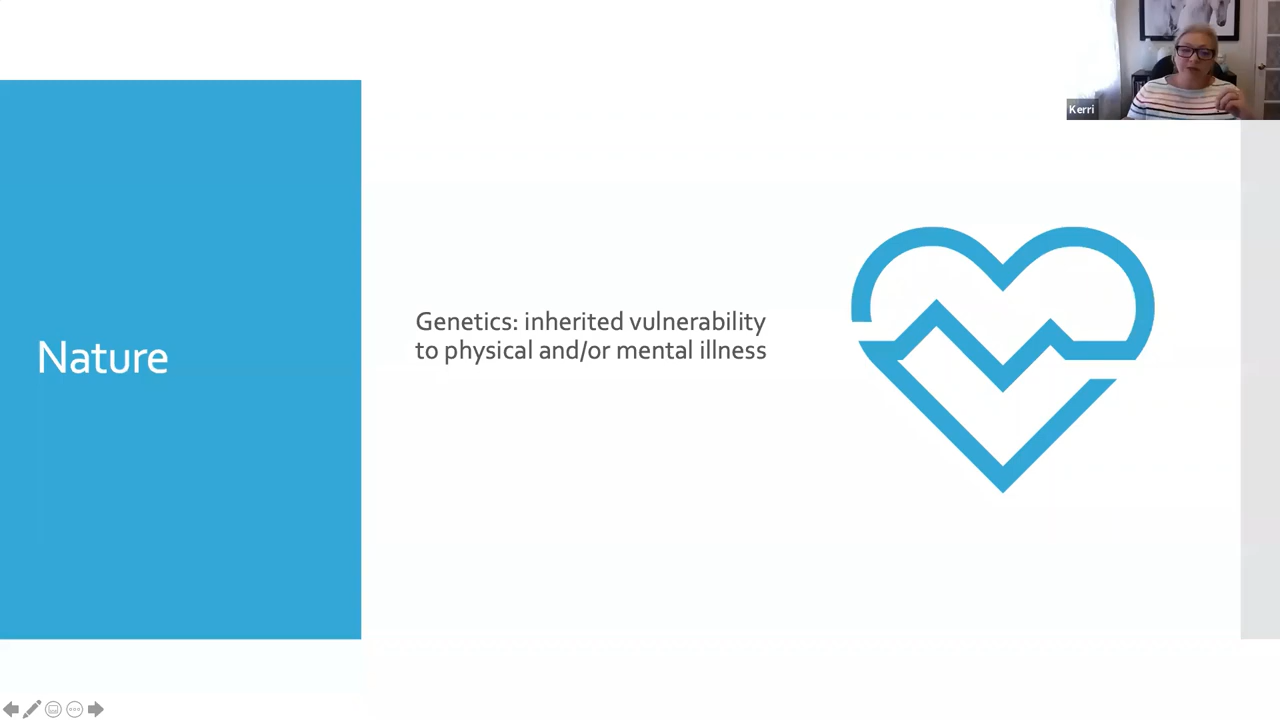 Kerri
Nature
Genetics: inherited vulnerability
to physical and/or mental illness